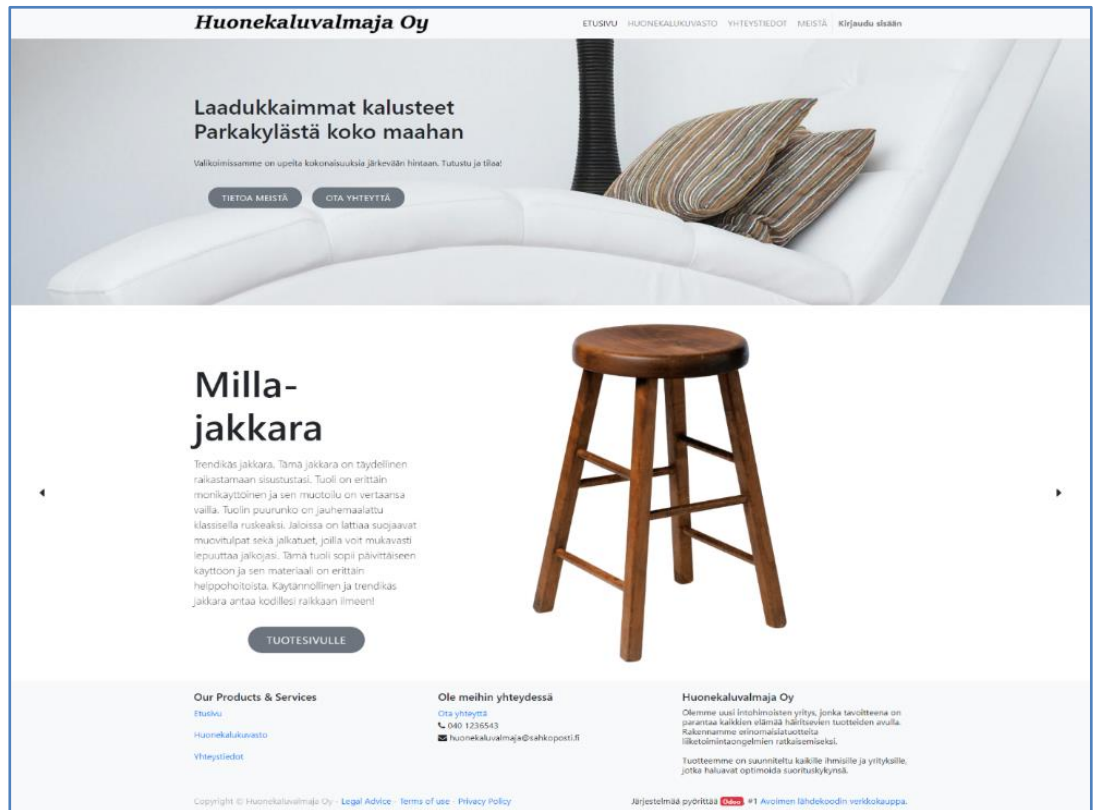 Huonekaluvalmaja Oy
ETUSIVU HUONEKALUKUVASTO YHTEYSTIEDOT MEISTÄ Kirjaudu sisään
Laadukkaimmat kalusteet
Parkakylästä koko maahan
Valikoimissamme on upeita kokonaisuuksia järkevään hintaan. Tutustu ja tilaa!
TIETOA MEISTÄ OTA YHTEYTTÄ
Milla-
jakkara
Trendikäs jakkara. Tämä jakkara on täydellinen
raikastamaan sisustustasi. Tuoli on erittäin
monikäyttöinen ja sen muotoilu on vertaansa
vailla. Tuolin puurunko on jauhemaalattu
klassisella ruskeaksi. Jaloissa on lattiaa suojaavat
muovitulpat sekä jalkatuet, joilla voit mukavasti
lepuuttaa jalkojasi. Tämä tuoli sopii päivittäiseen
käyttöön ja sen materiaali on erittäin
helppohoitoista. Käytännöllinen ja trendikäs
jakkara antaa kodillesi raikkaan ilmeen!
TUOTESIVULLE
Our Products & Services
Etusivu
Huonekalukuvasto
Yhteystiedot
Ole meihin yhteydessä
Ota yhteyttä
040 1236543
huonekaluvalmaja@sahkoposti.fi
Huonekaluvalmaja Oy
Olemme uusi intohimoisten yritys, jonka tavoitteena on
parantaa kaikkien elämää häiritsevien tuotteiden avulla.
Rakennamme erinomaisiatuotteita
liiketoimintaongelmien ratkaisemiseksi.
Tuotteemme on suunniteltu kaikille ihmisille ja yrityksille,
jotka haluavat optimoida suorituskykynsä.
Copyright © Huonekaluvalmaja Oy - Legal Advice - Terms of use - Privacy Policy
Järjestelmää pyörittää Odoo, #1 Avoimen lähdekoodin verkkokauppa.